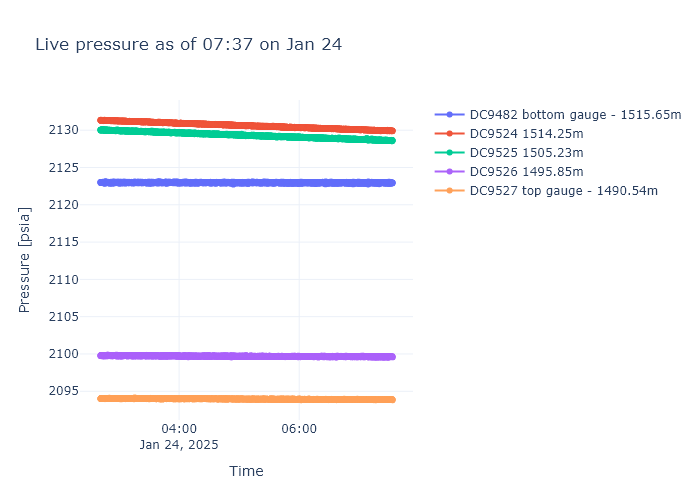 Live pressure as of 07:37 on Jan 24
DC9482 bottom gauge - 1515.65m
DC9524 1514.25m
DC9525 1505.23m
DC9526 1495.85m
DC9527 top gauge - 1490.54m
Pressure [psia]
2130
2125
2120
2115
2110
2105
2100
2095
04:00
Jan 24, 2025
06:00
Time